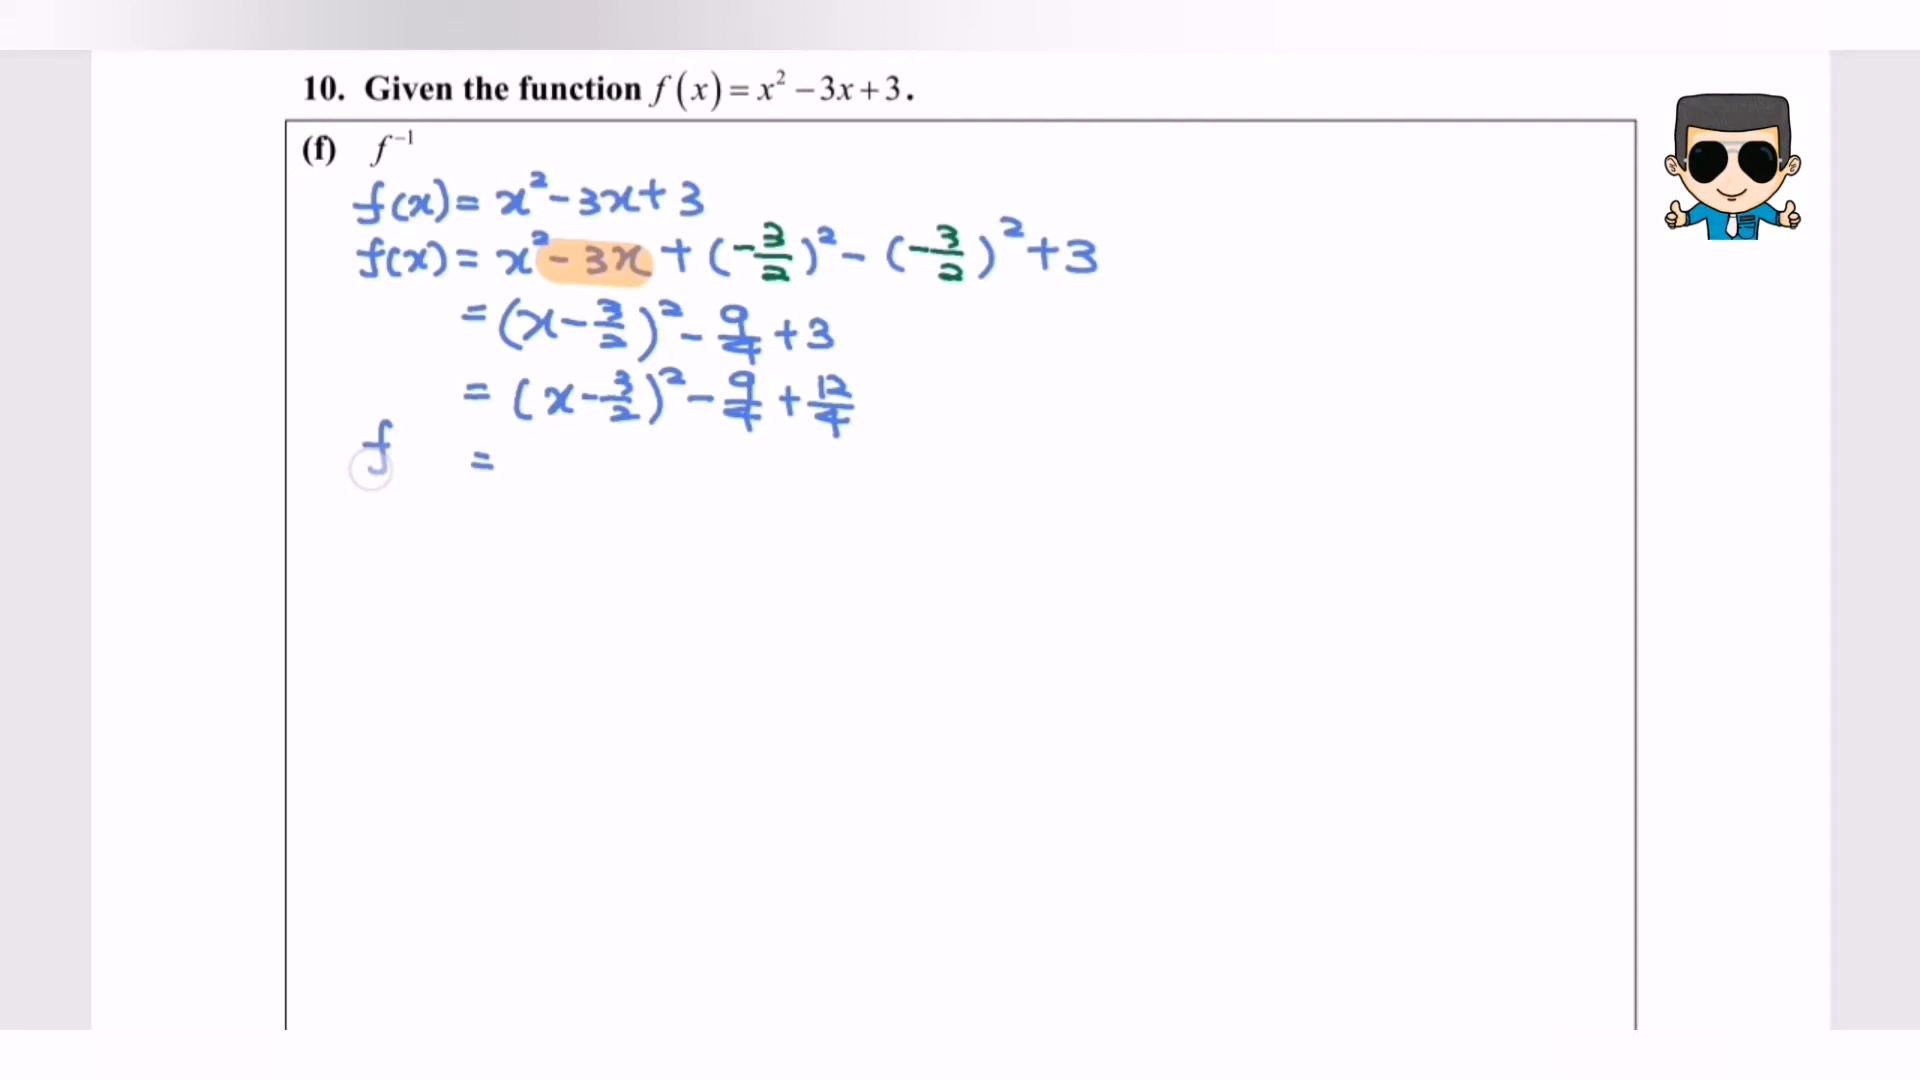 10. Given the function f(x) = x² − 3x + 3.
(f) f⁻¹
f(x) = x² - 3x + 3
f(x) = x² - 3x + (-3/2)² - (-3/2)² + 3
= (x - 3/2)² - 9/4 + 3
= (x - 3/2)² - 9/4 + 12/4
f =